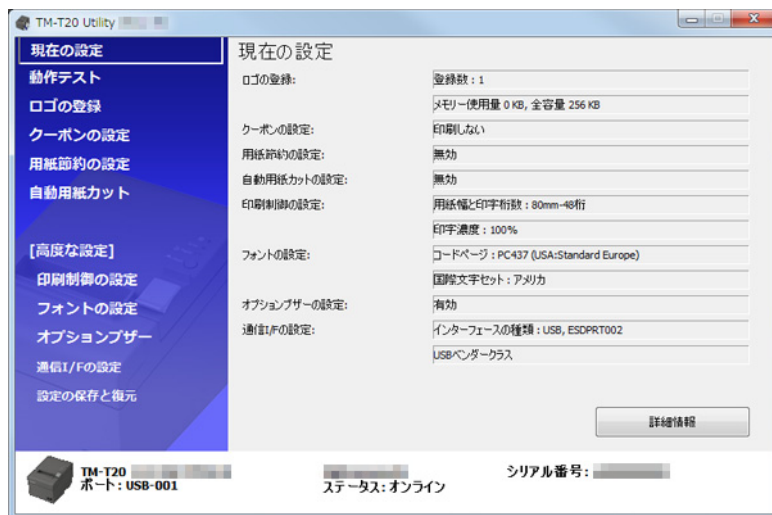 TM-T20 Utility
現在の設定
動作テスト
ロゴの登録
クーポンの設定
用紙節約の設定
自動用紙カット
[高度な設定]
印刷制御の設定
フォントの設定
オプションブザー
通信I/Fの設定
設定の保存と復元
現在の設定
ロゴの登録: 登録数：1
メモリー使用量 0 KB, 全容量 256 KB
クーポンの設定: 印刷しない
用紙節約の設定: 無効
自動用紙カットの設定: 無効
印刷制御の設定: 用紙幅と印字桁数：80mm-48桁
印字濃度：100%
フォントの設定: コードページ：PC437 (USA:Standard Europe)
国際文字セット：アメリカ
オプションブザーの設定: 有効
通信I/Fの設定: インターフェースの種類：USB, ESDPRT002
USBベンダークラス
詳細情報
TM-T20
ポート：USB-001
ステータス：オンライン
シリアル番号：